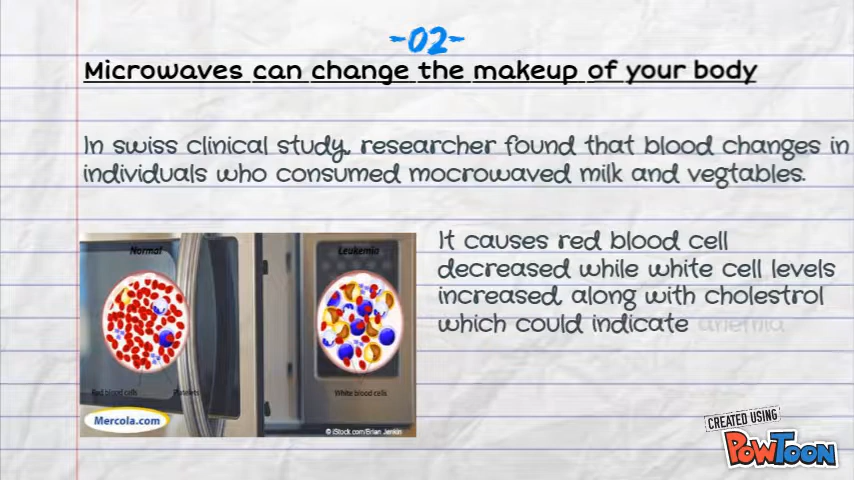 -02-
Microwaves can change the makeup of your body
In swiss clinical study, researcher found that blood changes in
individuals who consumed mocrowaved milk and vegtables.
It causes red blood cell
decreased while white cell levels
increased, along with cholestrol
which could indicate anemia
Normal
Leukemia
Red blood cells
Platelets
White blood cells
Mercola.com
© iStock.com/Brian Jenkin
CREATED USING
POWTOON